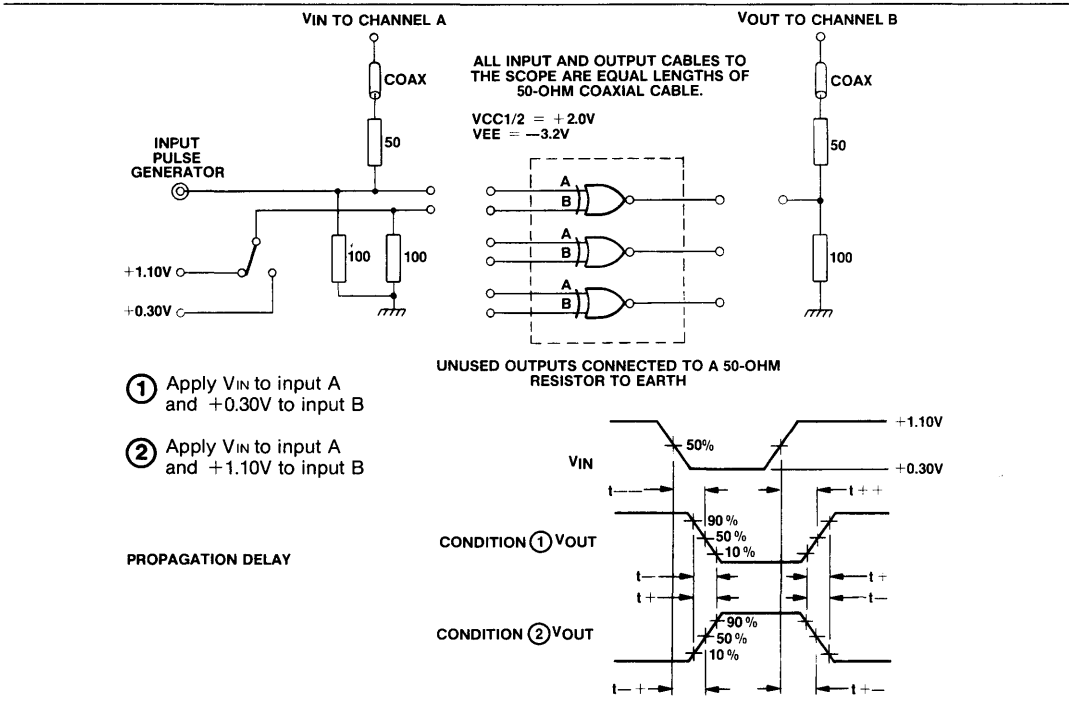 VIN TO CHANNEL A
VOUT TO CHANNEL B
COAX
ALL INPUT AND OUTPUT CABLES TO
THE SCOPE ARE EQUAL LENGTHS OF
50-OHM COAXIAL CABLE.
COAX
VCC1/2 = +2.0V
VEE = —3.2V
50
50
INPUT
PULSE
GENERATOR
A
B
A
B
A
B
100
100
100
+1.10V
+0.30V
UNUSED OUTPUTS CONNECTED TO A 50-OHM
RESISTOR TO EARTH
1 Apply VIN to input A
and +0.30V to input B
2 Apply VIN to input A
and +1.10V to input B
PROPAGATION DELAY
+1.10V
50%
VIN
+0.30V
t——
t++
90%
50%
10%
CONDITION 1 VOUT
t—
t+
t+
t—
90%
50%
10%
CONDITION 2 VOUT
t—+
t+—